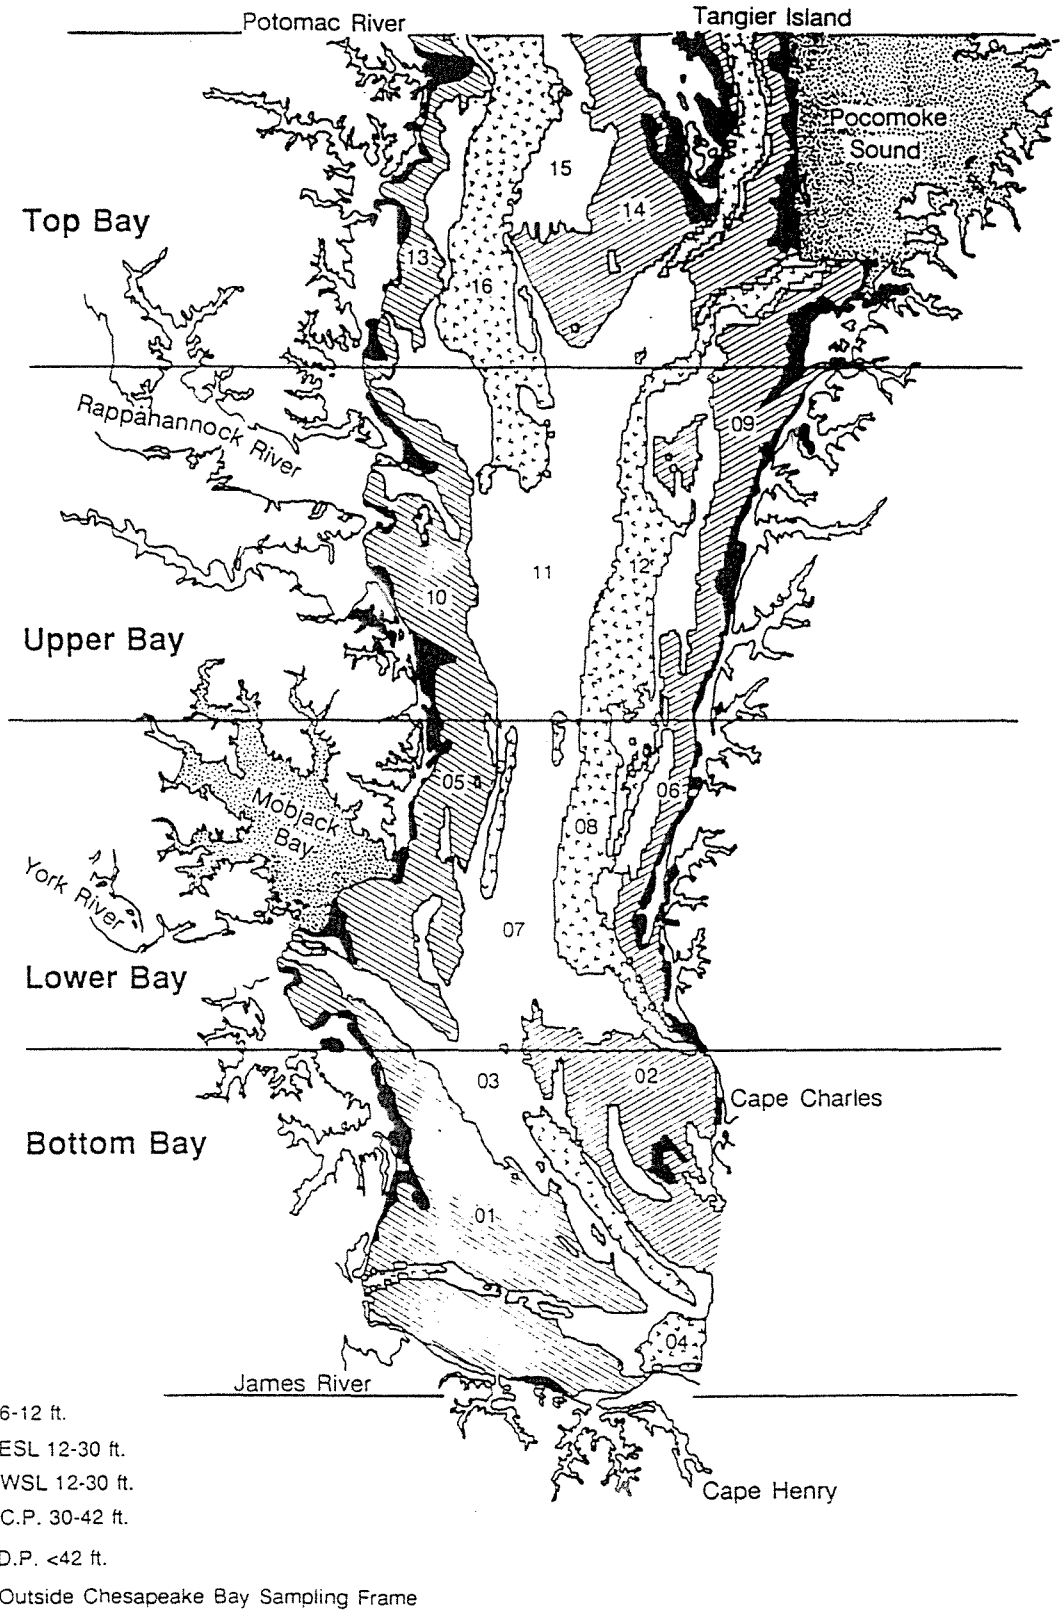 Potomac River
Tangier Island
Pocomoke
Sound
15
14
Top Bay
13
16
Rappahannock River
09
11
12
10
Upper Bay
05
06
Mobjack
Bay
08
York River
07
Lower Bay
03
02
Cape Charles
Bottom Bay
01
04
James River
6-12 ft.
ESL 12-30 ft.
WSL 12-30 ft.
C.P. 30-42 ft.
D.P. <42 ft.
Cape Henry
Outside Chesapeake Bay Sampling Frame